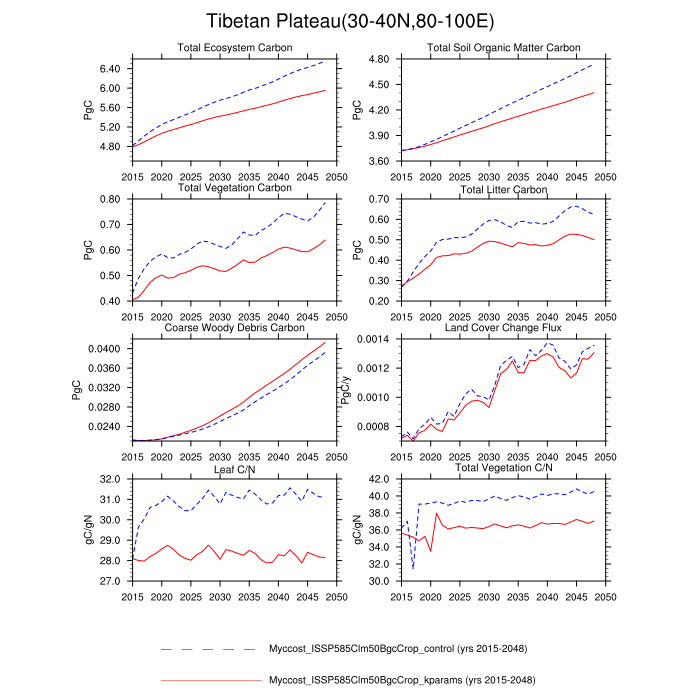 Tibetan Plateau(30-40N,80-100E)
Total Ecosystem Carbon
PgC
6.40
6.00
5.60
5.20
4.80
2015 2020 2025 2030 2035 2040 2045 2050
Total Soil Organic Matter Carbon
PgC
4.80
4.50
4.20
3.90
3.60
2015 2020 2025 2030 2035 2040 2045 2050
Total Vegetation Carbon
PgC
0.80
0.70
0.60
0.50
0.40
2015 2020 2025 2030 2035 2040 2045 2050
Total Litter Carbon
PgC
0.70
0.60
0.50
0.40
0.30
0.20
2015 2020 2025 2030 2035 2040 2045 2050
Coarse Woody Debris Carbon
PgC
0.0400
0.0360
0.0320
0.0280
0.0240
2015 2020 2025 2030 2035 2040 2045 2050
Land Cover Change Flux
PgC/y
0.0014
0.0012
0.0010
0.0008
2015 2020 2025 2030 2035 2040 2045 2050
Leaf C/N
gC/gN
32.0
31.0
30.0
29.0
28.0
27.0
2015 2020 2025 2030 2035 2040 2045 2050
Total Vegetation C/N
gC/gN
42.0
40.0
38.0
36.0
34.0
32.0
30.0
2015 2020 2025 2030 2035 2040 2045 2050
Myccost_ISSP585Clm50BgcCrop_control (yrs 2015-2048)
Myccost_ISSP585Clm50BgcCrop_kparams (yrs 2015-2048)